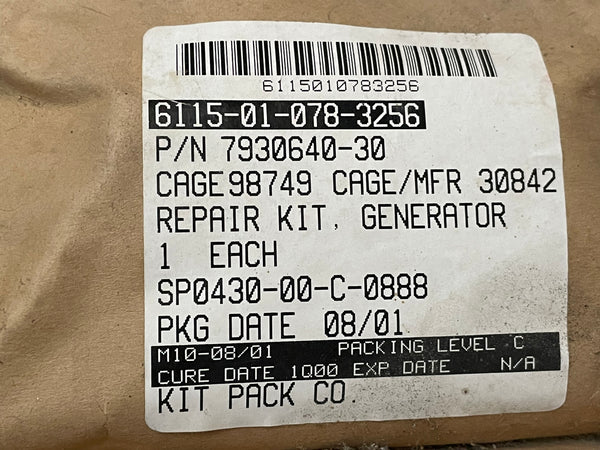 6115010783256
6115-01-078-3256
P/N 7930640-30
CAGE98749 CAGE/MFR 30842
REPAIR KIT, GENERATOR
1 EACH
SP0430-00-C-0888
PKG DATE 08/01
M10-08/01 PACKING LEVEL C
CURE DATE 1Q00 EXP DATE N/A
KIT PACK CO.